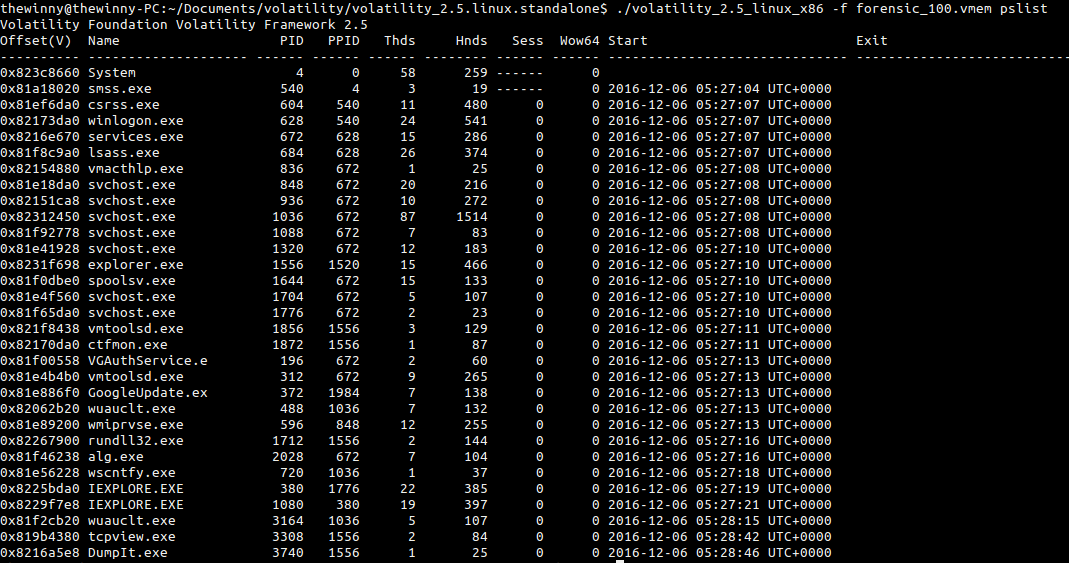 thewinny@thewinny-PC:~/Documents/volatility/volatility_2.5.linux.standalone$ ./volatility_2.5_linux_x86 -f forensic_100.vmem pslist
Volatility Foundation Volatility Framework 2.5
Offset(V)  Name                    PID   PPID   Thds     Hnds   Sess  Wow64 Start                          Exit
---------- -------------------- ------ ------ ------ -------- ------ ------ ------------------------------ ------------------------------
0x823c8660 System                    4      0     58      259 ------      0
0x81a18020 smss.exe                540      4      3       19 ------      0 2016-12-06 05:27:04 UTC+0000
0x81ef6da0 csrss.exe               604    540     11      480      0      0 2016-12-06 05:27:07 UTC+0000
0x82173da0 winlogon.exe            628    540     24      541      0      0 2016-12-06 05:27:07 UTC+0000
0x8216e670 services.exe            672    628     15      286      0      0 2016-12-06 05:27:07 UTC+0000
0x81f8c9a0 lsass.exe               684    628     26      374      0      0 2016-12-06 05:27:07 UTC+0000
0x82154880 vmacthlp.exe            836    672      1       25      0      0 2016-12-06 05:27:08 UTC+0000
0x81e18da0 svchost.exe             848    672     20      216      0      0 2016-12-06 05:27:08 UTC+0000
0x82151ca8 svchost.exe             936    672     10      272      0      0 2016-12-06 05:27:08 UTC+0000
0x82312450 svchost.exe            1036    672     87     1514      0      0 2016-12-06 05:27:08 UTC+0000
0x81f92778 svchost.exe            1088    672      7       83      0      0 2016-12-06 05:27:08 UTC+0000
0x81e41928 svchost.exe            1320    672     12      183      0      0 2016-12-06 05:27:10 UTC+0000
0x8231f698 explorer.exe           1556   1520     15      466      0      0 2016-12-06 05:27:10 UTC+0000
0x81f0dbe0 spoolsv.exe            1644    672     15      133      0      0 2016-12-06 05:27:10 UTC+0000
0x81e4f560 svchost.exe            1704    672      5      107      0      0 2016-12-06 05:27:10 UTC+0000
0x81f65da0 svchost.exe            1776    672      2       23      0      0 2016-12-06 05:27:10 UTC+0000
0x821f8438 vmtoolsd.exe           1856   1556      3      129      0      0 2016-12-06 05:27:11 UTC+0000
0x82170da0 ctfmon.exe             1872   1556      1       87      0      0 2016-12-06 05:27:11 UTC+0000
0x81f00558 VGAuthService.e         196    672      2       60      0      0 2016-12-06 05:27:13 UTC+0000
0x81e4b4b0 vmtoolsd.exe            312    672      9      265      0      0 2016-12-06 05:27:13 UTC+0000
0x81e886f0 GoogleUpdate.ex         372   1984      7      138      0      0 2016-12-06 05:27:13 UTC+0000
0x82062b20 wuauclt.exe             488   1036      7      132      0      0 2016-12-06 05:27:13 UTC+0000
0x81e89200 wmiprvse.exe            596    848     12      255      0      0 2016-12-06 05:27:13 UTC+0000
0x82267900 rundll32.exe           1712   1556      2      144      0      0 2016-12-06 05:27:16 UTC+0000
0x81f46238 alg.exe                2028    672      7      104      0      0 2016-12-06 05:27:16 UTC+0000
0x81e56228 wscntfy.exe             720   1036      1       37      0      0 2016-12-06 05:27:18 UTC+0000
0x8225bda0 IEXPLORE.EXE            380   1776     22      385      0      0 2016-12-06 05:27:19 UTC+0000
0x8229f7e8 IEXPLORE.EXE           1080    380     19      397      0      0 2016-12-06 05:27:21 UTC+0000
0x81f2cb20 wuauclt.exe            3164   1036      5      107      0      0 2016-12-06 05:28:15 UTC+0000
0x819b4380 tcpview.exe            3308   1556      2       84      0      0 2016-12-06 05:28:42 UTC+0000
0x8216a5e8 DumpIt.exe             3740   1556      1       25      0      0 2016-12-06 05:28:46 UTC+0000